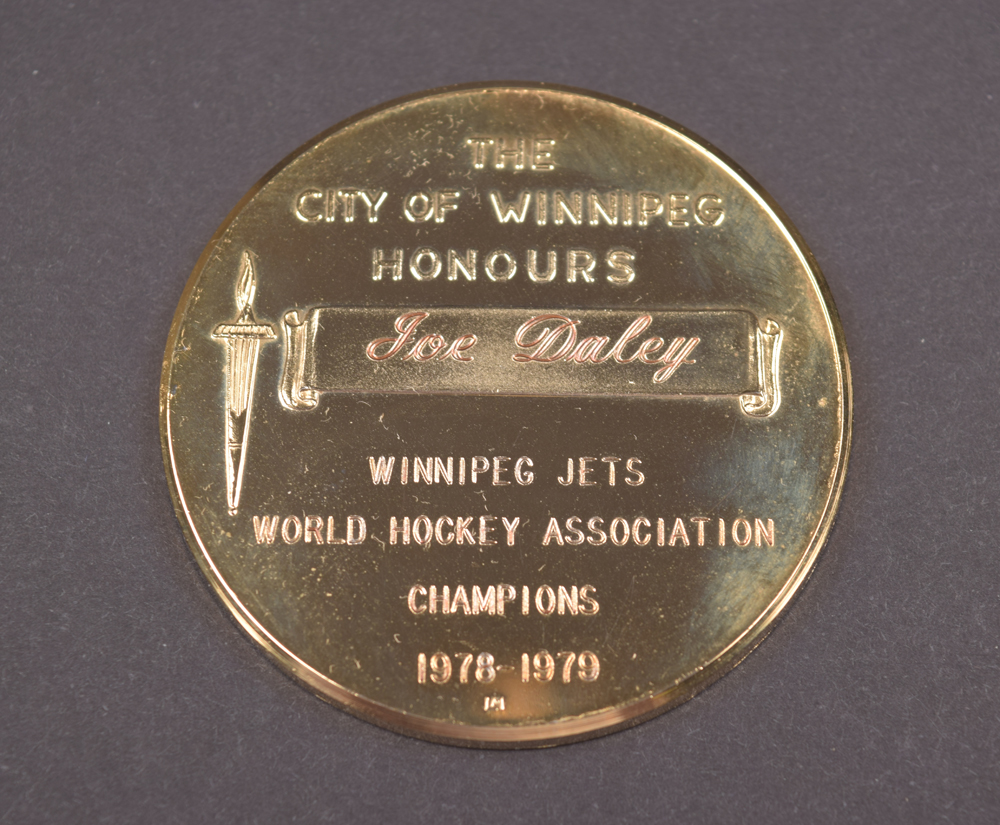 THE
CITY OF WINNIPEG
HONOURS
Joe Daley
WINNIPEG JETS
WORLD HOCKEY ASSOCIATION
CHAMPIONS
1978-1979